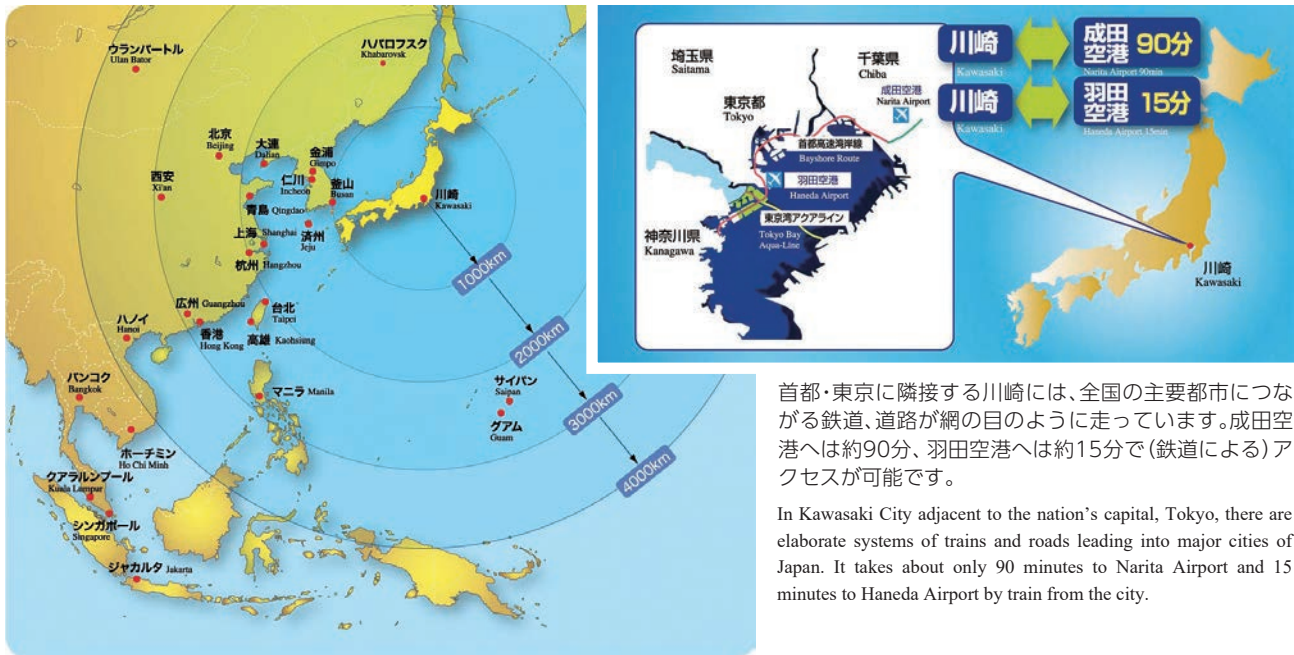 ウランバートル
Ulan Bator
ハバロフスク
Khabarovsk
北京
Beijing
大連
Dalian
金浦
Gimpo
西安
Xi'an
仁川
Incheon
釜山
Busan
川崎
Kawasaki
青島 Qingdao
上海 Shanghai
済州
Jeju
杭州 Hangzhou
1000km
広州 Guangzhou
台北
Taipei
ハノイ
Hanoi
香港
Hong Kong
高雄 Kaohsiung
2000km
バンコク
Bangkok
マニラ Manila
サイパン
Saipan
3000km
グアム
Guam
ホーチミン
Ho Chi Minh
4000km
クアラルンプール
Kuala Lumpur
シンガポール
Singapore
ジャカルタ Jakarta
埼玉県
Saitama
千葉県
Chiba
成田空港
Narita Airport
東京都
Tokyo
首都高速湾岸線
Bayshore Route
羽田空港
Haneda Airport
東京湾アクアライン
Tokyo Bay
Aqua-Line
神奈川県
Kanagawa
川崎
Kawasaki
成田
空港 90分
Narita Airport 90min
川崎
Kawasaki
羽田
空港 15分
Haneda Airport 15min
川崎
Kawasaki
首都・東京に隣接する川崎には、全国の主要都市につな
がる鉄道、道路が網の目のように走っています。成田空
港へは約90分、羽田空港へは約15分で（鉄道による）ア
クセスが可能です。
In Kawasaki City adjacent to the nation's capital, Tokyo, there are
elaborate systems of trains and roads leading into major cities of
Japan. It takes about only 90 minutes to Narita Airport and 15
minutes to Haneda Airport by train from the city.